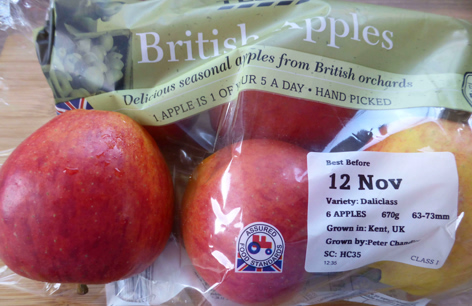 British Apples
Delicious seasonal apples from British orchards
1 APPLE IS 1 OF YOUR 5 A DAY • HAND PICKED
Best Before
12 Nov
Variety: Daliclass
6 APPLES 670g 63-73mm
Grown in: Kent, UK
Grown by: Peter
SC: HC35
12:35 CLASS 1
ASSURED
FOOD STANDARDS